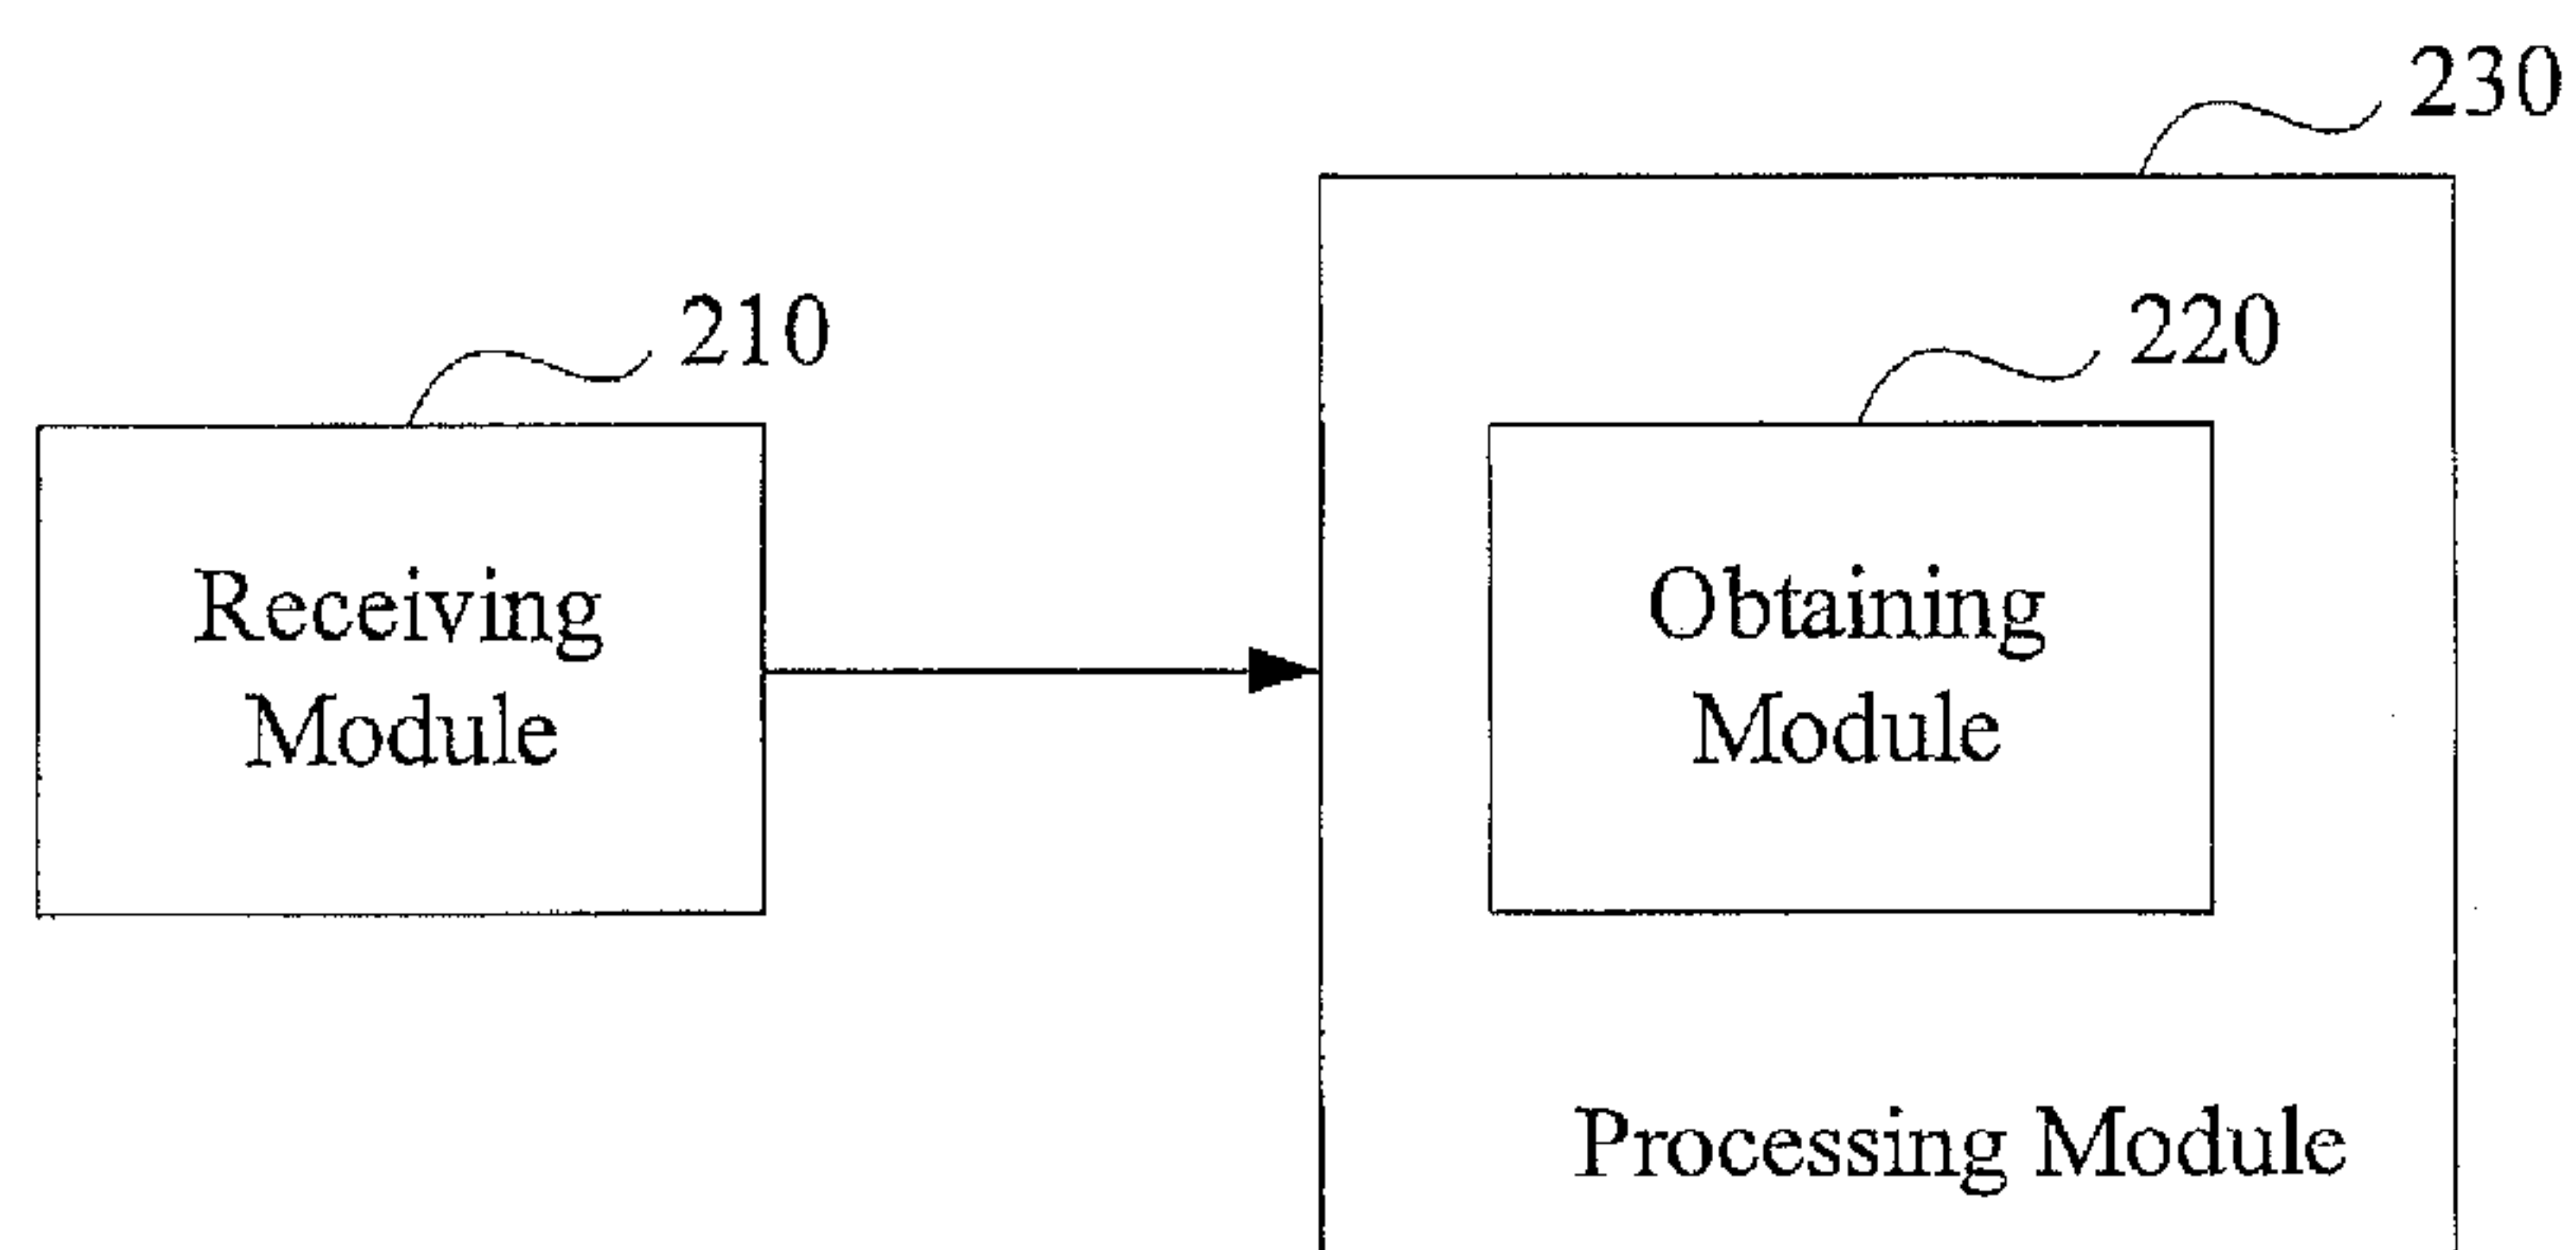 230
210
220
Receiving
Module
Obtaining
Module
Processing Module